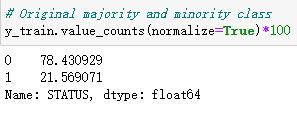 # Original majority and minority class
y_train.value_counts(normalize=True)*100
0    78.430929
1    21.569071
Name: STATUS, dtype: float64